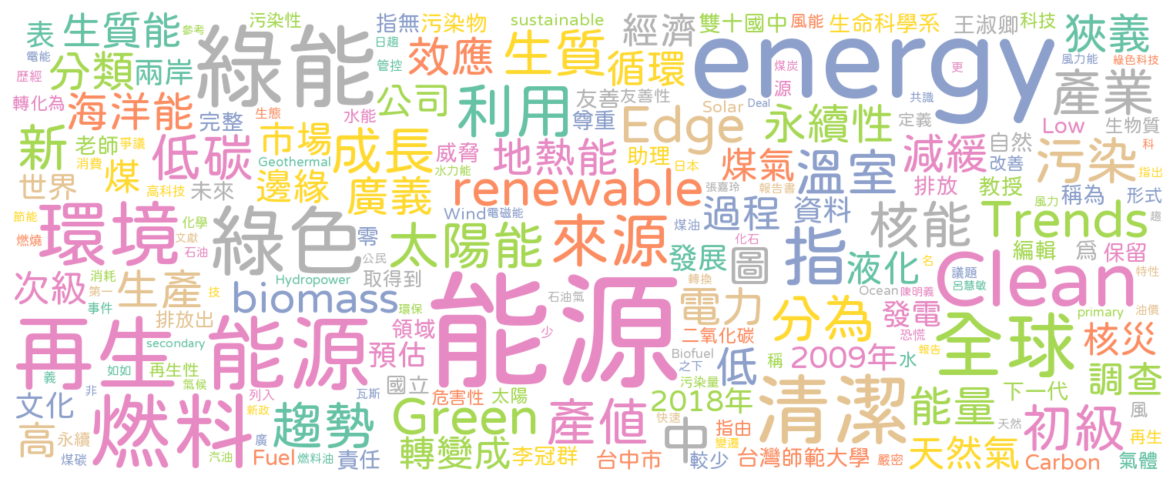 參考
污染性
指無
污染物
sustainable
雙十國中
風能
生命科學系
王淑卿
科技
表
生質能
綠能
日趨
效應
生質
經濟
energy
狹義
電能
分類
兩岸
管控
循環
煤炭
更
風力能
綠色科技
歷經
海洋能
公司
利用
友善
友善性
源
Deal
共識
產業
轉化為
生態
水能
尊重
Solar
永續性
定義
Low
生物質
新
老師
爭議
完整
市場
成長
威脅
Edge
自然
科
消費
低碳
Geothermal
水力能
地熱能
助理
日本
煤氣
溫室
減緩
改善
污染
指出
世界
煤
高科技
未來
邊緣
廣義
renewable
張嘉玲
報告書
排放
教授
稱為
形式
節能
環境
化學
綠色
Wind
電磁能
煤油
過程
資料
核能
Trends
風力
趨
燃燒
文獻
石油
零
太陽能
來源
化石
發展
圖
指
液化
名
編輯
爲
保留
次級
消耗
第一
生產
公民
取得到
Hydropower
轉換
Ocean
陳明義
議題
呂慧敏
特性
事件
技
biomass
環保
能源
石油氣
電力
分為
發電
Clean
排放出
少
恐慌
primary
油價
再生能源
secondary
領域
二氧化碳
全球
核災
如如
再生性
預估
Biofuel
稱
2009年
水
報告
義
氣候
國立
之下
低
調查
非
列入
瓦斯
危害性
太陽
污染量
清潔
下一代
文化
燃料
新政
趨勢
Green
產值
2018年
能量
風
高
永續
廣
快速
中
指由
天然
初級
再生
煤碳
汽油
Fuel
燃料油
責任
轉變成
李冠群
台中市
變遷
較少
台灣師範大學
嚴密
天然氣
Carbon
氣體